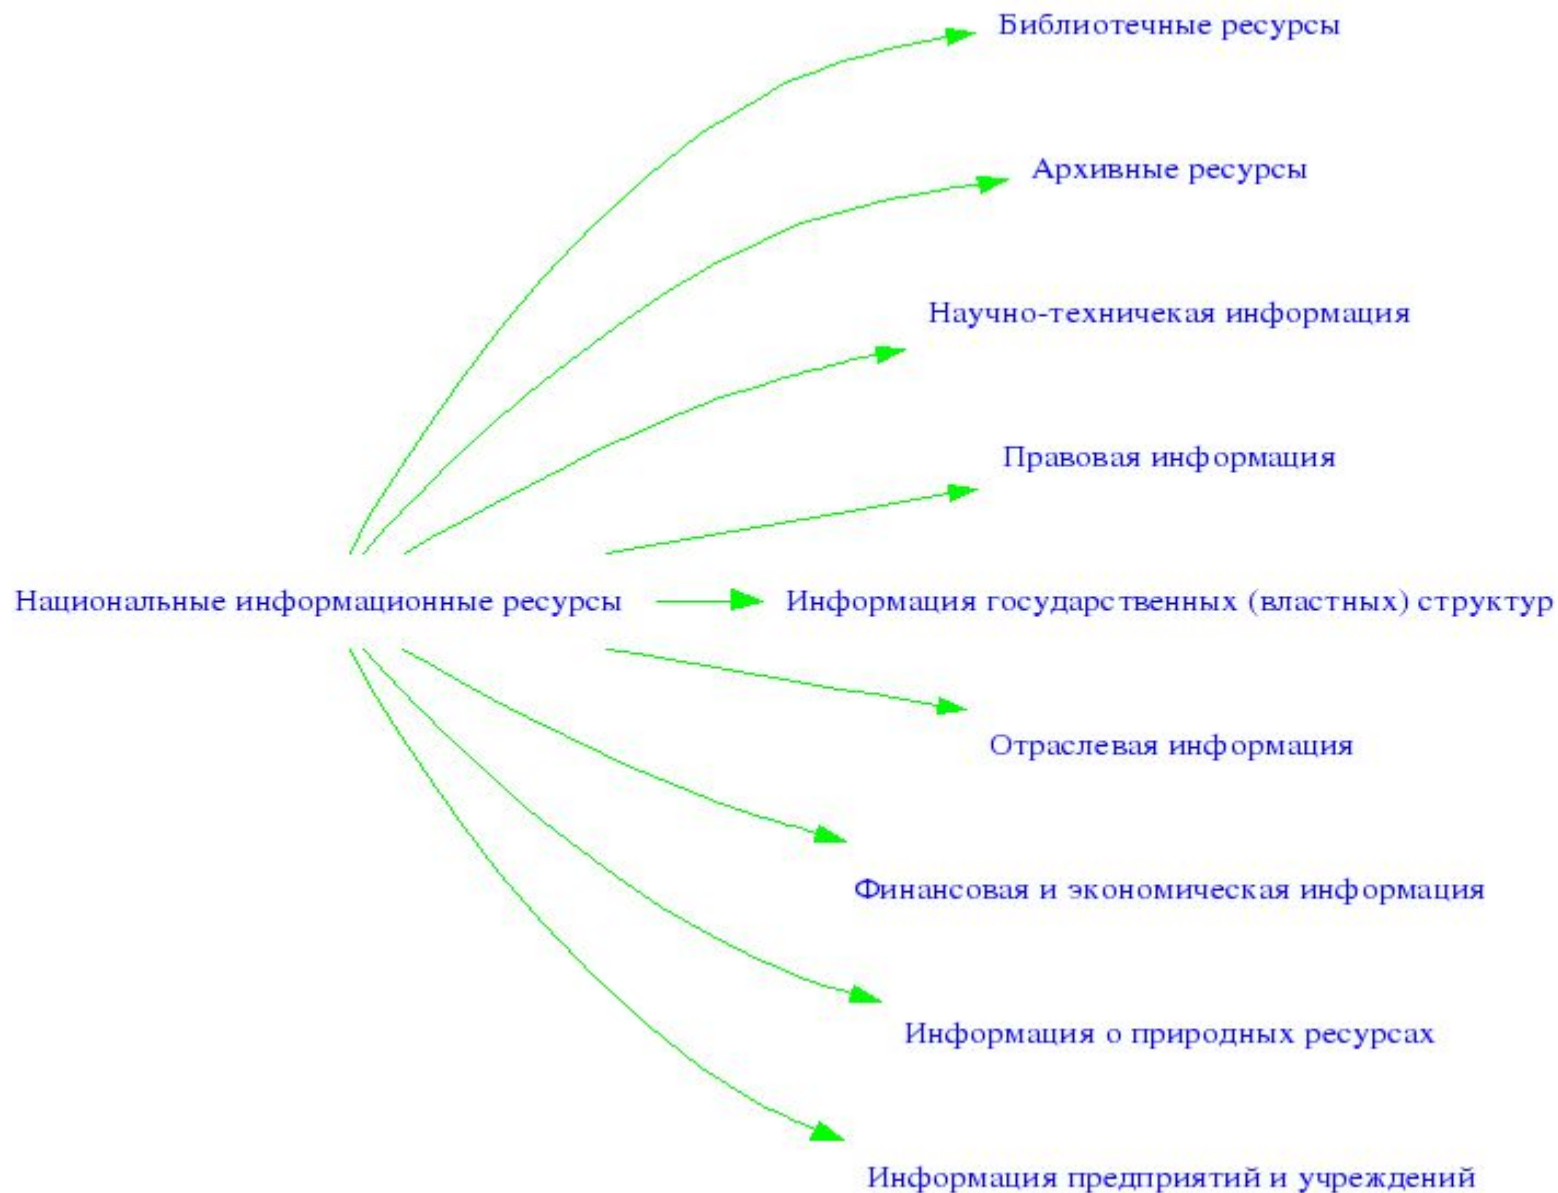 Библиотечные ресурсы
Архивные ресурсы
Научно-техничекая информация
Правовая информация
Национальные информационные ресурсы
Информация государственных (властных) структур
Отраслевая информация
Финансовая и экономическая информация
Информация о природных ресурсах
Информация предприятий и учреждений